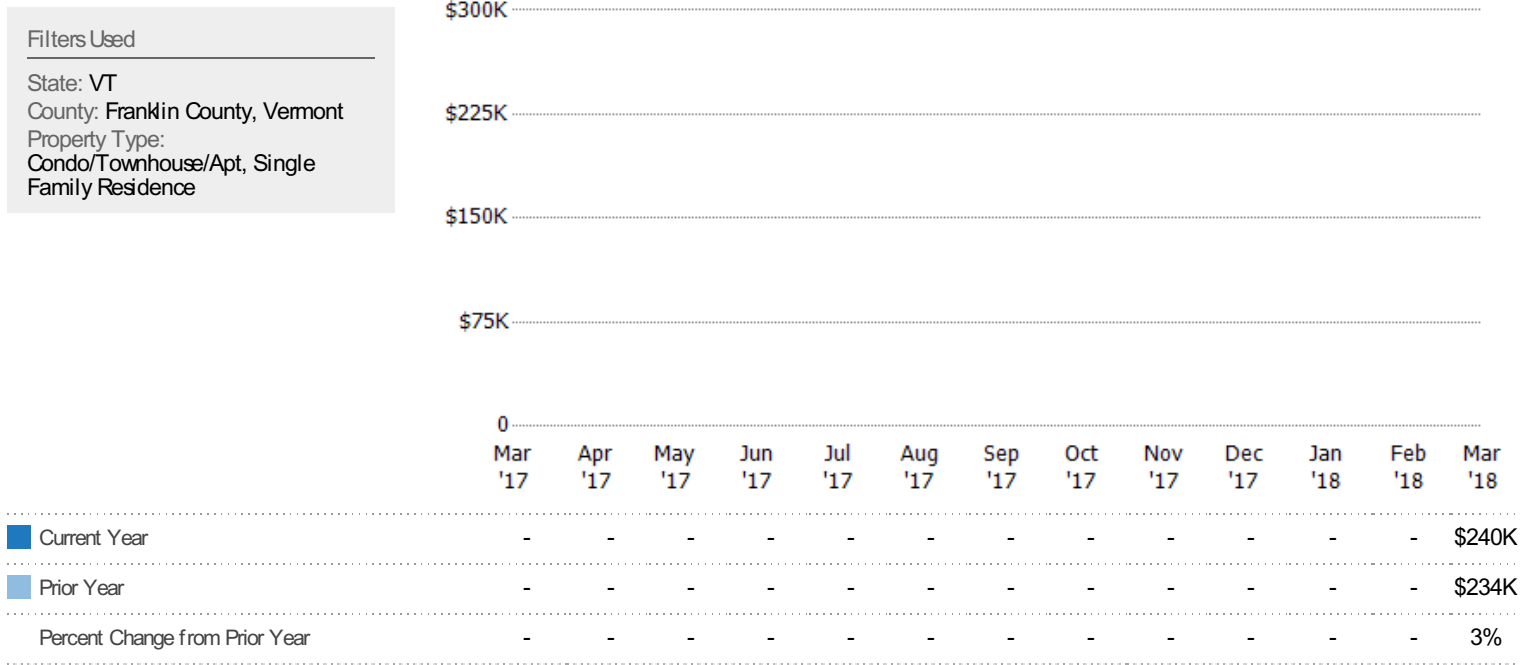 Filters Used
State: VT
County: Franklin County, Vermont
Property Type:
Condo/Townhouse/Apt, Single
Family Residence
$300K
$225K
$150K
$75K
0
Mar Apr May Jun Jul Aug Sep Oct Nov Dec Jan Feb Mar
'17 '17 '17 '17 '17 '17 '17 '17 '17 '17 '18 '18 '18
Current Year - - - - - - - - - - - - $240K
Prior Year - - - - - - - - - - - - $234K
Percent Change from Prior Year - - - - - - - - - - - - 3%